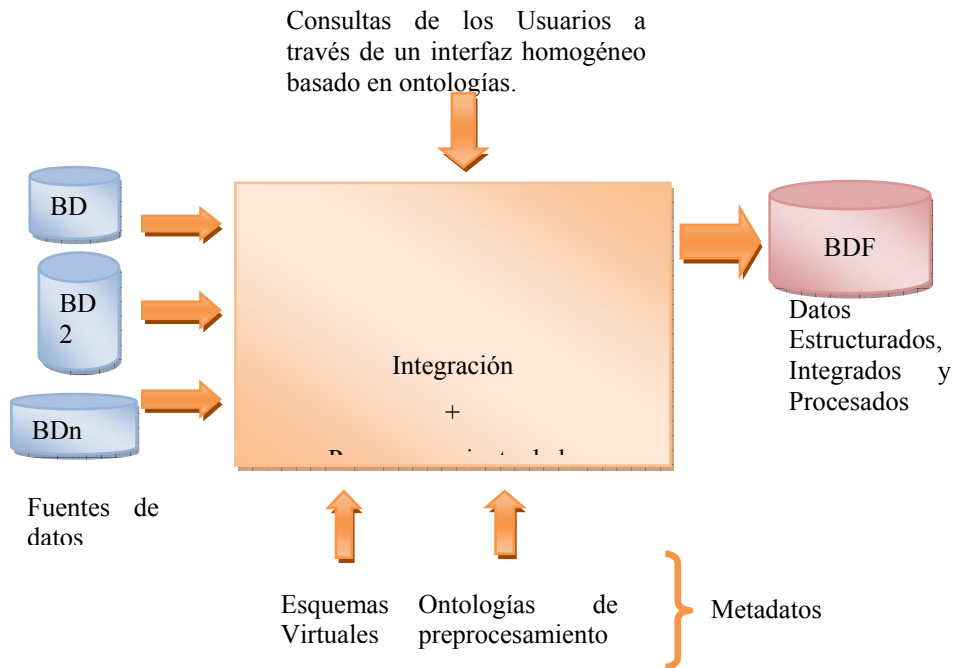 Consultas de los Usuarios a
través de un interfaz homogéneo
basado en ontologías.
BD
BD
2
BDn
Fuentes de
datos
Integración
+
BDF
Datos
Estructurados,
Integrados y
Procesados
Esquemas
Virtuales
Ontologías de
preprocesamiento
Metadatos